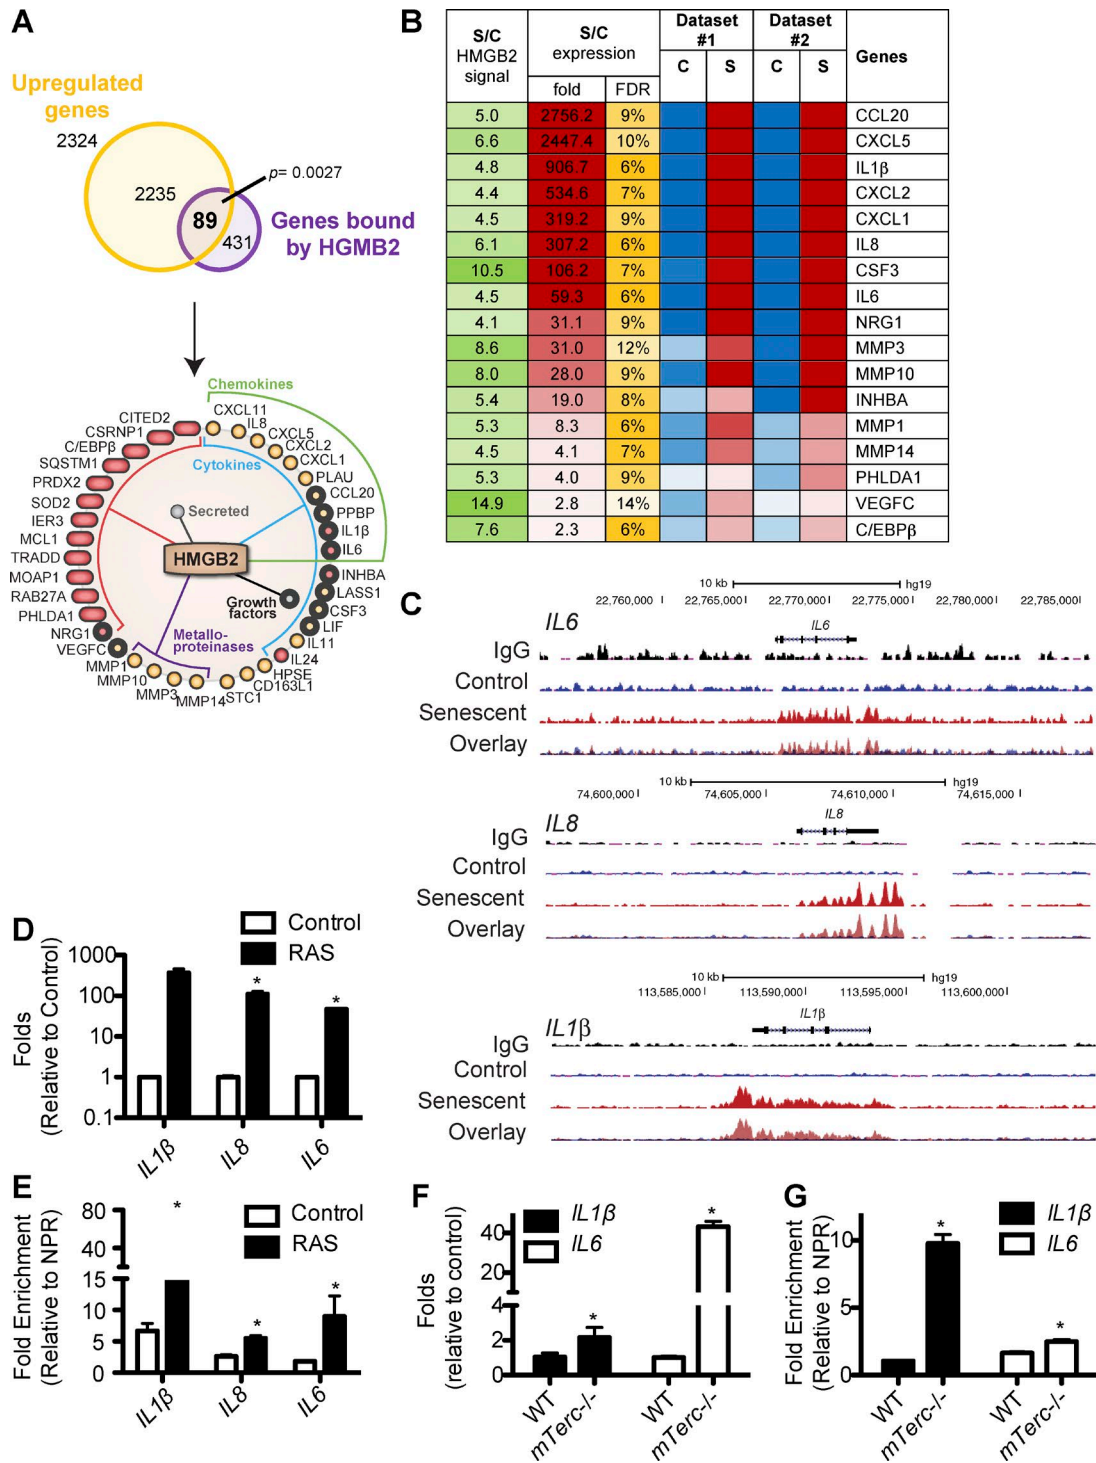 A
Upregulated
genes
2324
2235
89
431
p= 0.0027
Genes bound
by HGMB2
Chemokines
CXCL11
IL8
CXCL5
CXCL2
CXCL1
PLAU
CCL20
PPBP
IL1β
IL6
INHBA
LASS1
CSF3
LIF
IL11
IL24
HPSE
CD163L1
STC1
MMP14
MMP3
MMP10
MMP1
VEGFC
NRG1
PHLDA1
RAB27A
MOAP1
TRADD
MCL1
IER3
SOD2
PRDX2
SQSTM1
C/EBPβ
CSRNP1
CITED2
Cytokines
Secreted
HMGB2
Growth
factors
Metallo-
proteinases
B
S/C HMGB2 signal
S/C expression
Dataset #1
Dataset #2
Genes
fold FDR C S C S
5.0 2756.2 9% CCL20
6.6 2447.4 10% CXCL5
4.8 906.7 6% IL1β
4.4 534.6 7% CXCL2
4.5 319.2 9% CXCL1
6.1 307.2 6% IL8
10.5 106.2 7% CSF3
4.5 59.3 6% IL6
4.1 31.1 9% NRG1
8.6 31.0 12% MMP3
8.0 28.0 9% MMP10
5.4 19.0 8% INHBA
5.3 8.3 6% MMP1
4.5 4.1 7% MMP14
5.3 4.0 9% PHLDA1
14.9 2.8 14% VEGFC
7.6 2.3 6% C/EBPβ
C
10 kb hg19
22,760,000 22,765,000 22,770,000 22,775,000 22,780,000 22,785,000
IL6
IL6
IgG
Control
Senescent
Overlay
10 kb hg19
74,600,000 74,605,000 74,610,000 74,615,000
IL8
IL8
IgG
Control
Senescent
Overlay
10 kb hg19
113,585,000 113,590,000 113,595,000 113,600,000
IL1β
IL1β
IgG
Control
Senescent
Overlay
D
Control
RAS
Folds
(Relative to Control)
1000
100
10
1
0.1
*
*
IL1β IL8 IL6
E
Control
RAS
Fold Enrichment
(Relative to NPR)
80
40
15
10
5
0
*
*
*
IL1β IL8 IL6
F
IL1β
IL6
Folds
(relative to control)
40
20
4
2
0
*
*
WT mTerc-/- WT mTerc-/-
G
IL1β
IL6
Fold Enrichment
(Relative to NPR)
10
5
0
*
*
WT mTerc-/- WT mTerc-/-